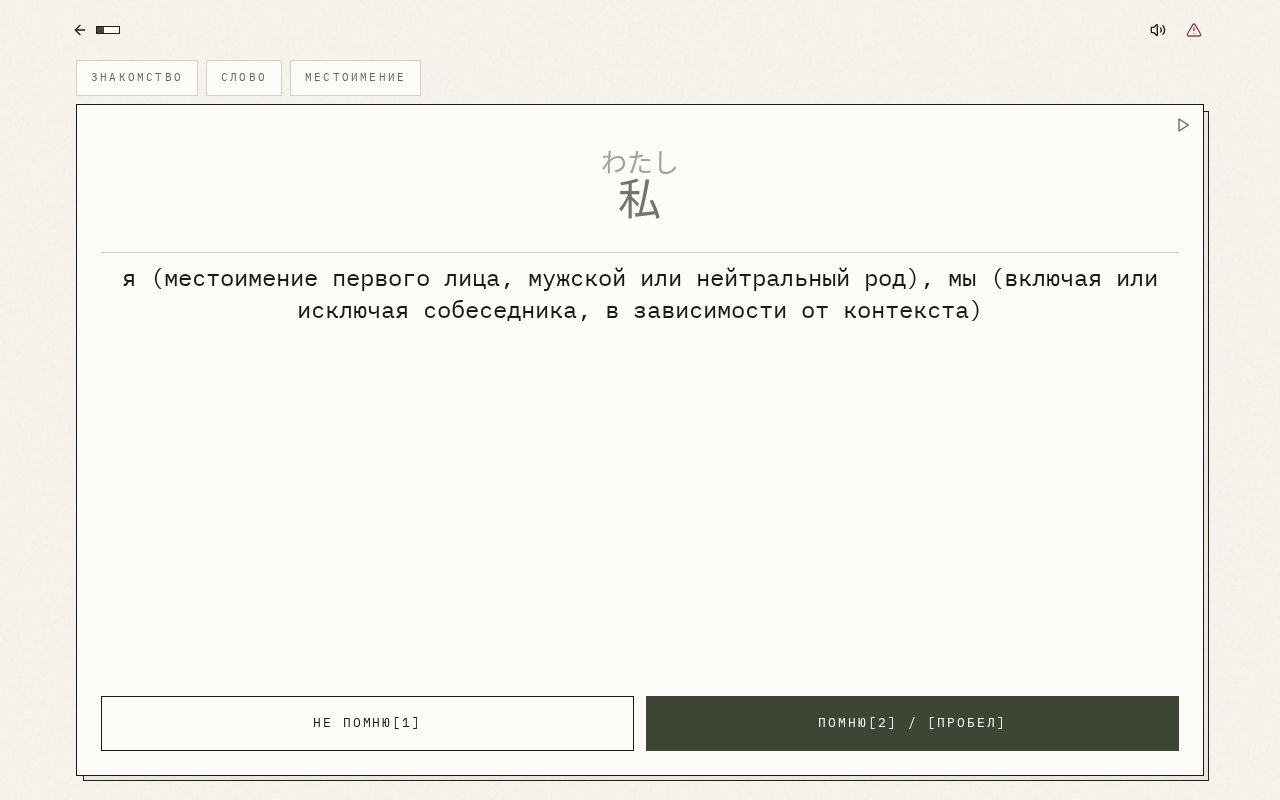 ЗНАКОМСТВО
СЛОВО
МЕСТОИМЕНИЕ
わたし
私
я (местоимение первого лица, мужской или нейтральный род), мы (включая или
исключая собеседника, в зависимости от контекста)
НЕ ПОМНЮ[1]
ПОМНЮ[2] / [ПРОБЕЛ]